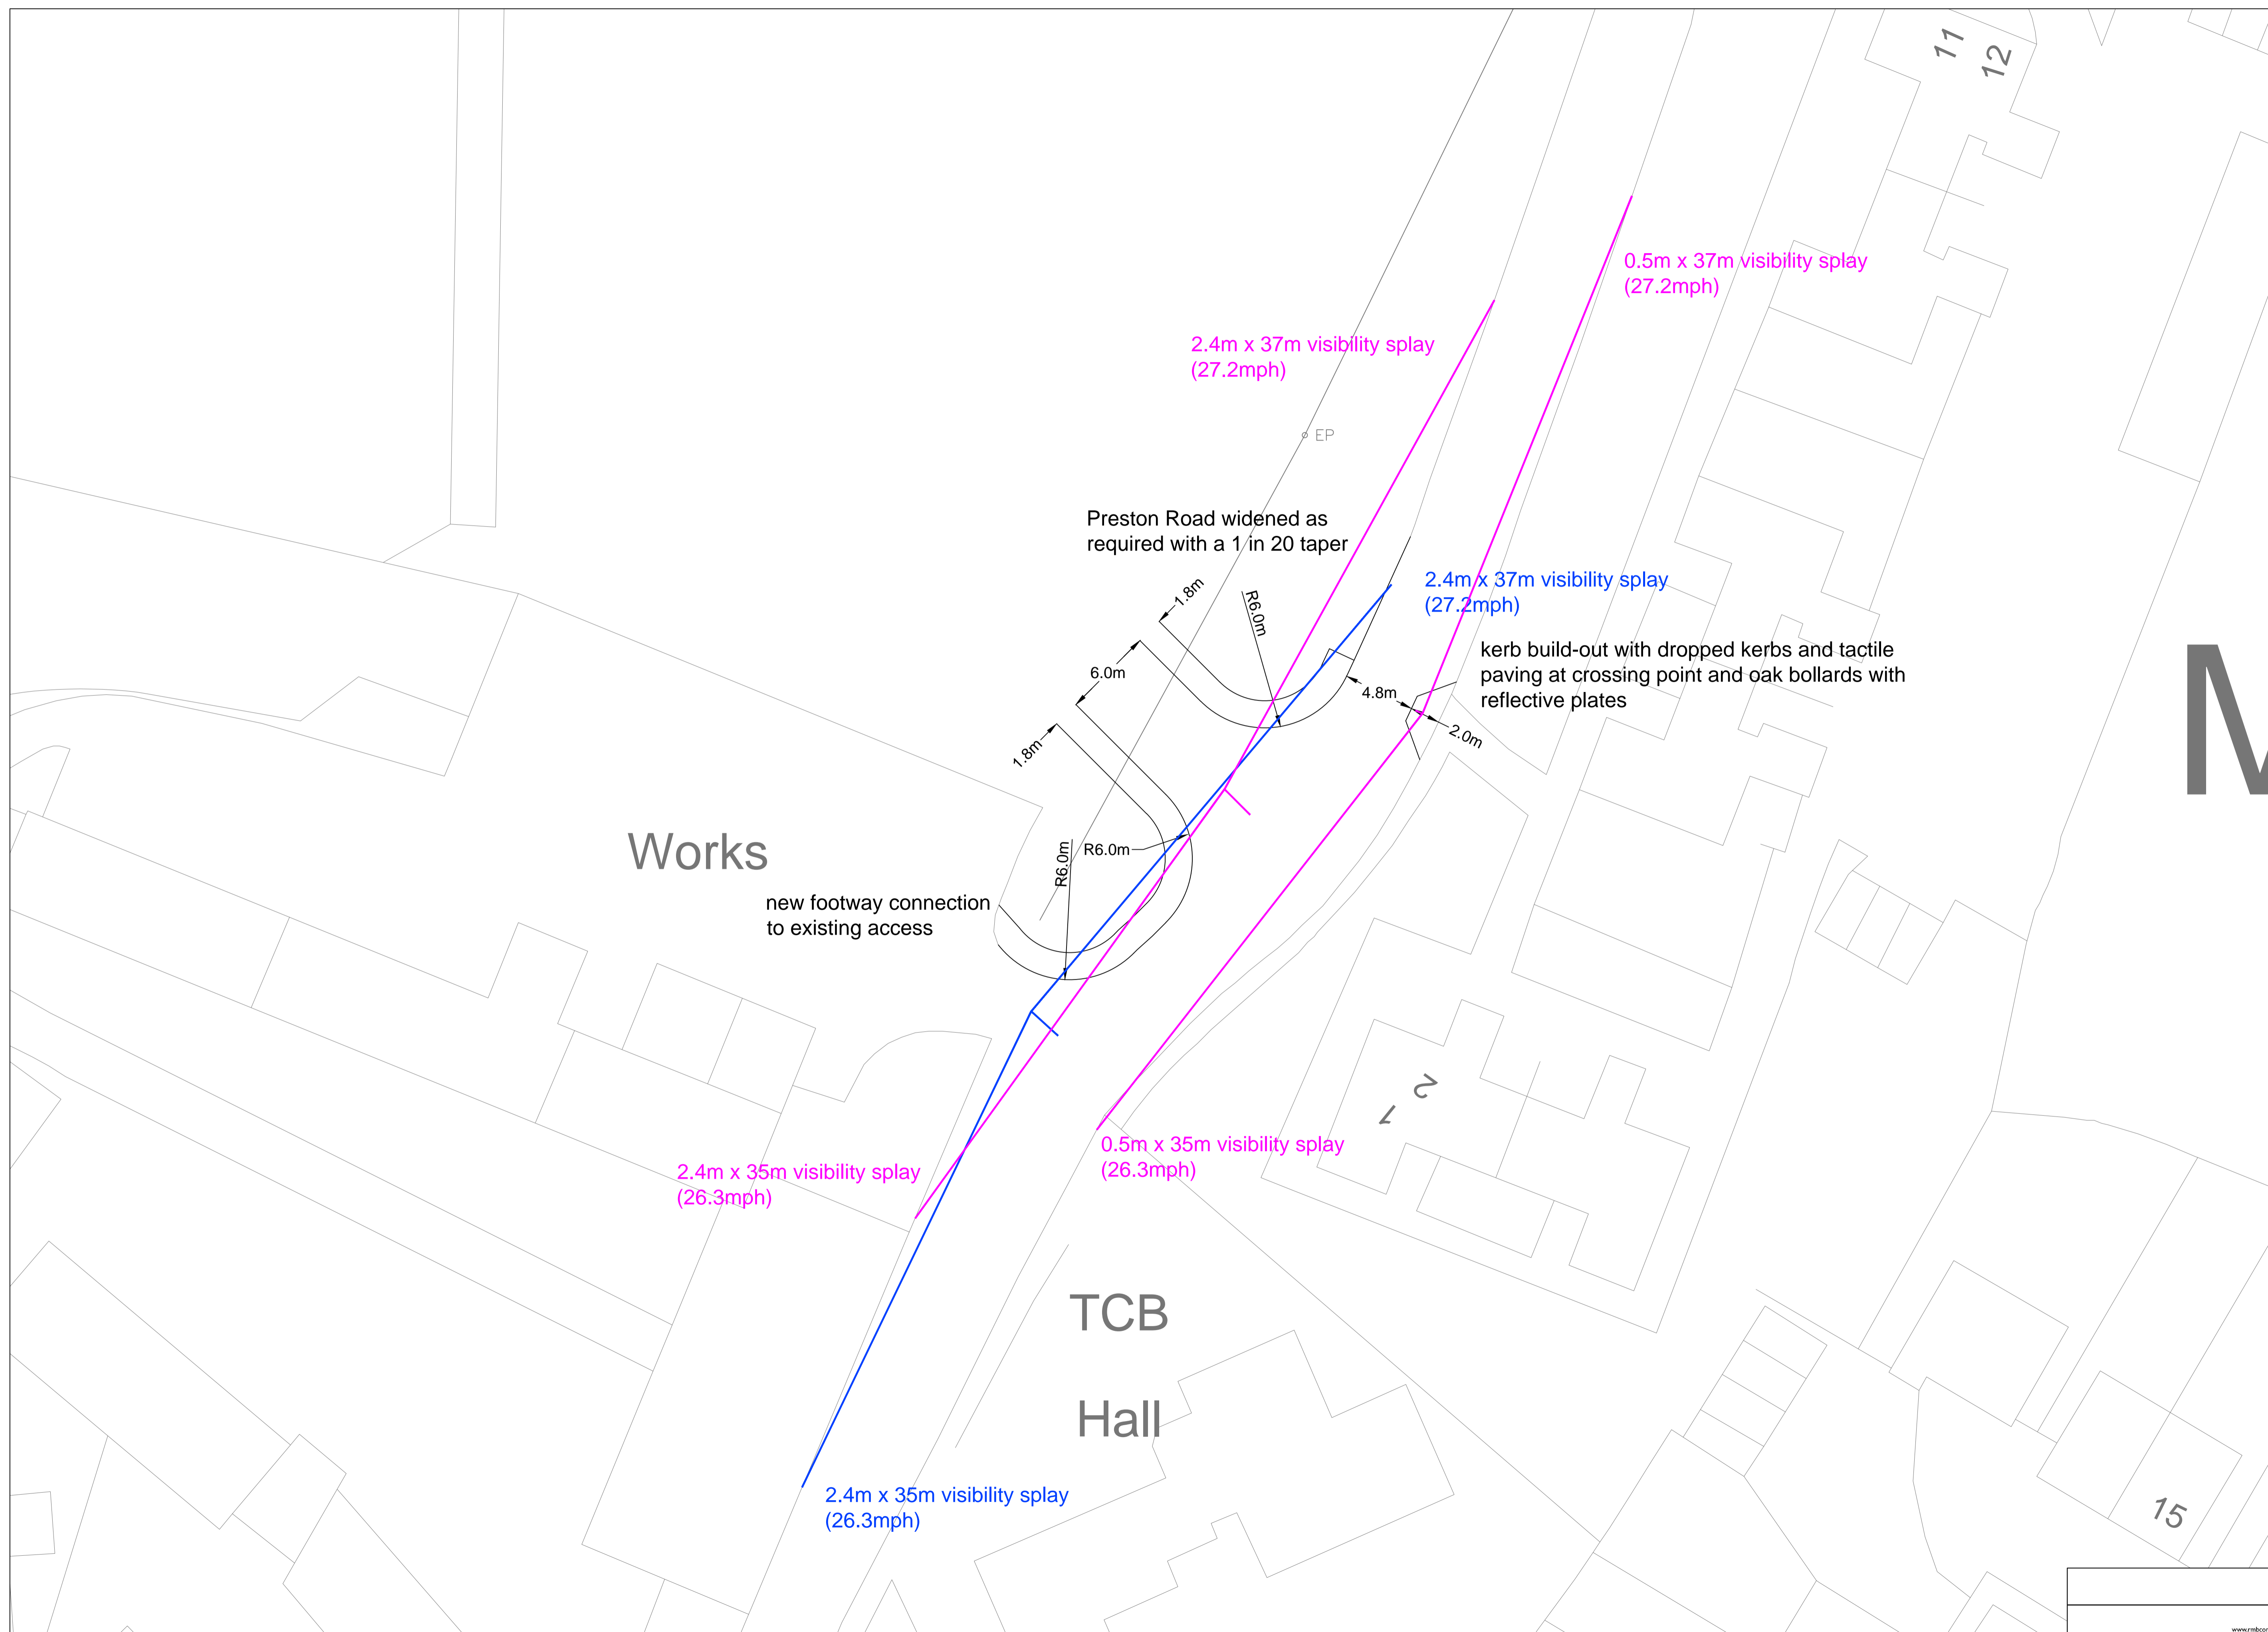 11
12
0.5m x 37m visibility splay
(27.2mph)
2.4m x 37m visibility splay
(27.2mph)
EP
Preston Road widened as
required with a 1 in 20 taper
2.4m x 37m visibility splay
(27.2mph)
1.8m
R6.0m
kerb build-out with dropped kerbs and tactile
paving at crossing point and oak bollards with
reflective plates
6.0m
4.8m
2.0m
1.8m
M
Works
R6.0m
R6.0m
new footway connection
to existing access
2
1
0.5m x 35m visibility splay
(26.3mph)
2.4m x 35m visibility splay
(26.3mph)
TCB
Hall
2.4m x 35m visibility splay
(26.3mph)
15